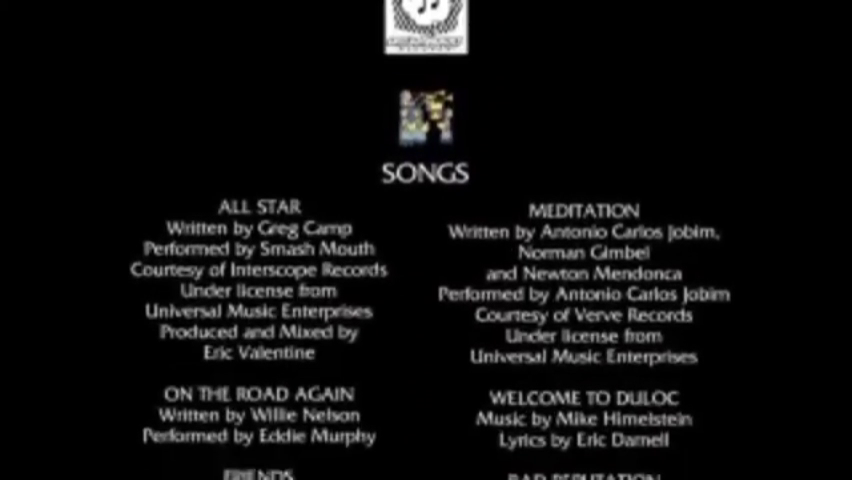 SONGS
ALL STAR
Written by Greg Camp
Performed by Smash Mouth
Courtesy of Interscope Records
Under license from
Universal Music Enterprises
Produced and Mixed by
Eric Valentine
ON THE ROAD AGAIN
Written by Willie Nelson
Performed by Eddie Murphy
FRIENDS
MEDITATION
Written by Antonio Carlos Jobim,
Norman Gimbel
and Newton Mendonca
Performed by Antonio Carlos Jobim
Courtesy of Verve Records
Under license from
Universal Music Enterprises
WELCOME TO DULOC
Music by Mike Himelstein
Lyrics by Eric Darnell
BAD REPUTATION